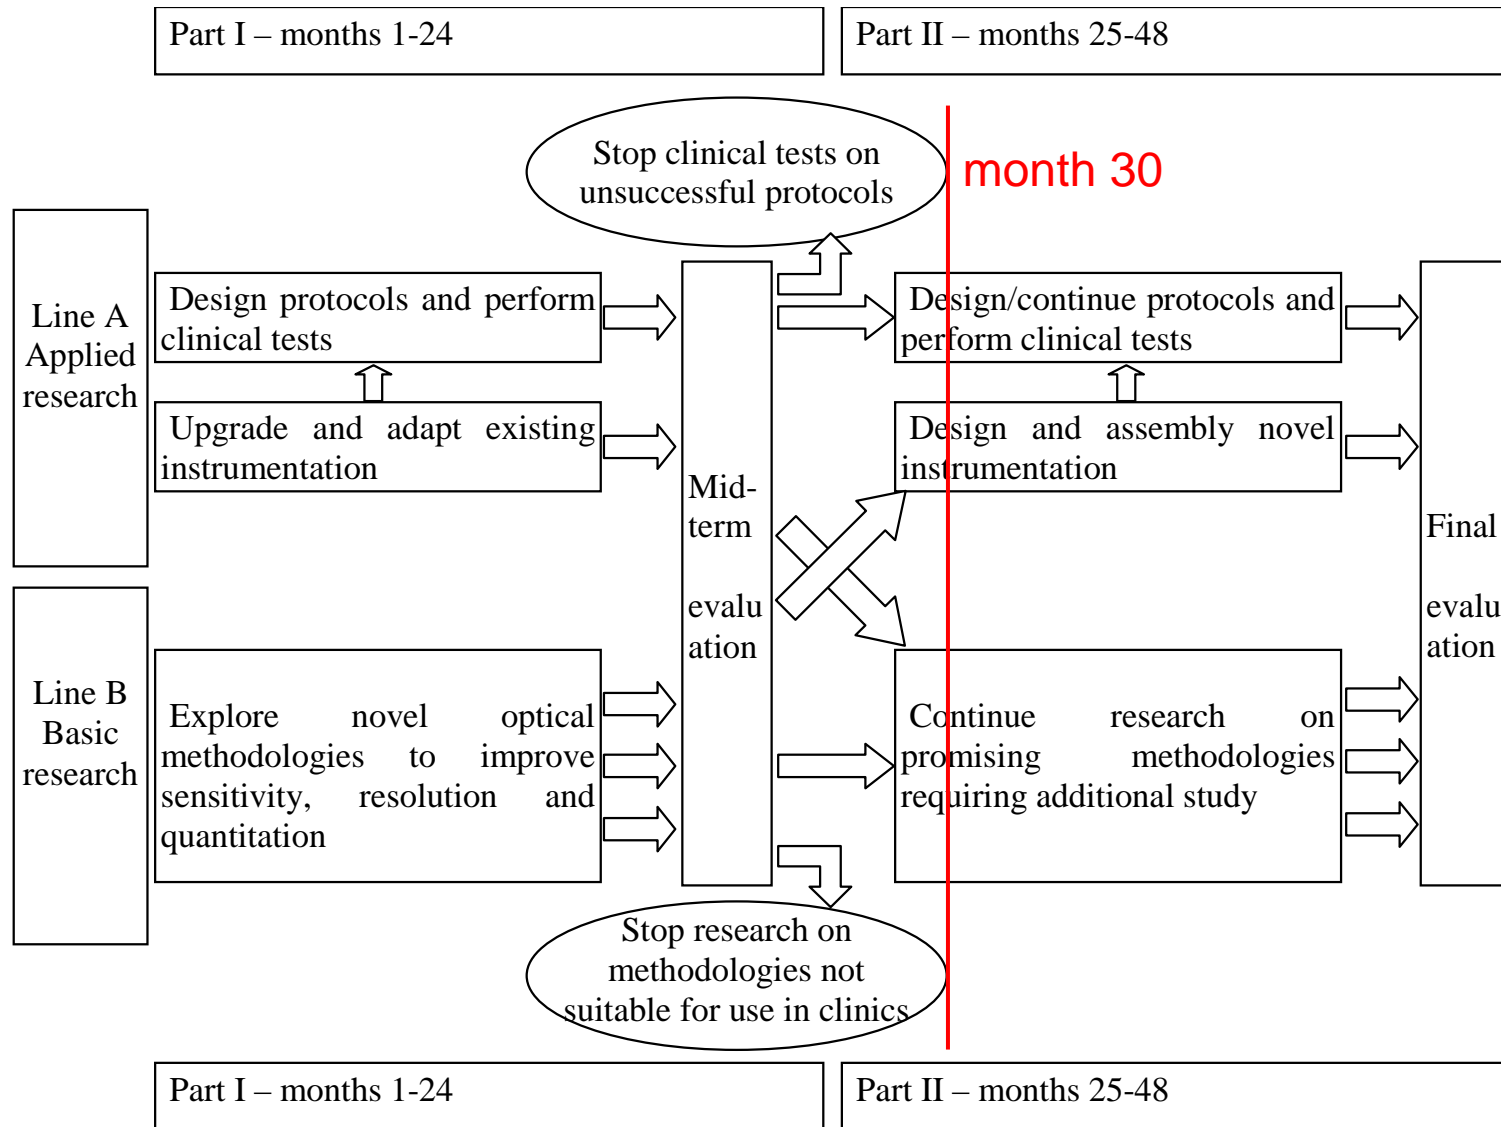 Part I – months 1-24
Part II – months 25-48
Stop clinical tests on
unsuccessful protocols
month 30
Line A
Applied
research
Design protocols and perform
clinical tests
Design/continue protocols and
perform clinical tests
Upgrade and adapt existing
instrumentation
Design and assembly novel
instrumentation
Mid-
term
evalu
ation
Final
evalu
ation
Line B
Basic
research
Explore novel optical
methodologies to improve
sensitivity, resolution and
quantitation
Continue research on
promising methodologies
requiring additional study
Stop research on
methodologies not
suitable for use in clinics
Part I – months 1-24
Part II – months 25-48